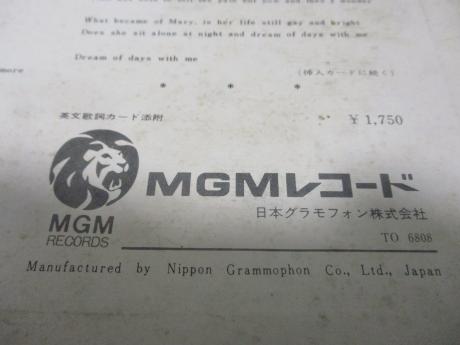 What became of Mary, is her life still gay and bright
Does she sit alone at night and dream of days with me
Dream of days with me
more
(挿入カードに続く)
* * *
英文歌詞カード添附
¥ 1,750
MGMレコード
日本グラモフォン株式会社
MGM
RECORDS
TO 6808
Manufactured by Nippon Grammophon Co., Ltd., Japan